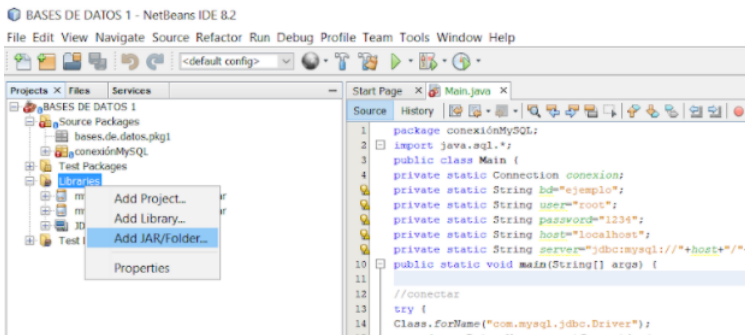 BASES DE DATOS 1 - NetBeans IDE 8.2
File Edit View Navigate Source Refactor Run Debug Profile Team Tools Window Help
<default config>
Projects Files Services
Start Page Main.java
BASES DE DATOS 1
Source Packages
bases.de.datos.pkg1
conexiónMySQL
Test Packages
Libraries
Add Project...
Add Library...
Add JAR/Folder...
Properties
Source History
1 package conexiónMySQL;
2 import java.sql.*;
3 public class Main {
4 private static Connection conexion;
private static String bd="ejemplo";
private static String user="root";
private static String password="1234";
private static String host="localhost";
private static String server="jdbc:mysql://"+host+"/"
10 public static void main(String[] args) {
11
12 //conectar
13 try {
14 Class.forName("com.mysql.jdbc.Driver");